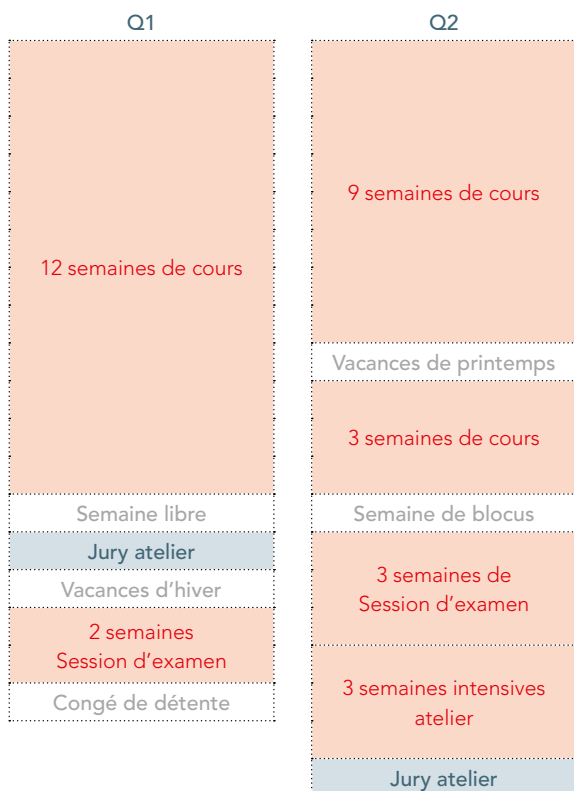 Q1
12 semaines de cours
Semaine libre
Jury atelier
Vacances d’hiver
2 semaines
Session d’examen
Congé de détente
Q2
9 semaines de cours
Vacances de printemps
3 semaines de cours
Semaine de blocus
3 semaines de
Session d’examen
3 semaines intensives
atelier
Jury atelier